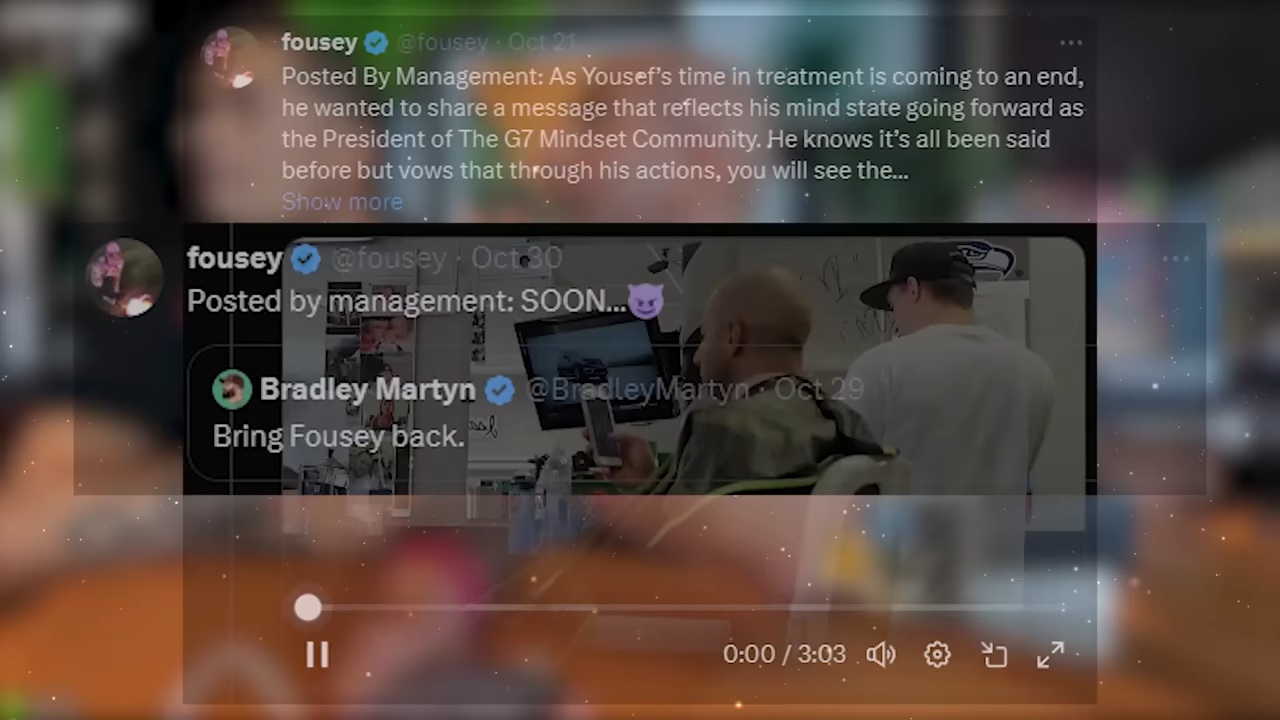 fousey @fousey · Oct 21
Posted By Management: As Yousef’s time in treatment is coming to an end,
he wanted to share a message that reflects his mind state going forward as
the President of The G7 Mindset Community. He knows it’s all been said
before but vows that through his actions, you will see the...
Show more
fousey @fousey · Oct 30
Posted by management: SOON...😈
Bradley Martyn @BradleyMartyn · Oct 29
Bring Fousey back.
0:00 / 3:03